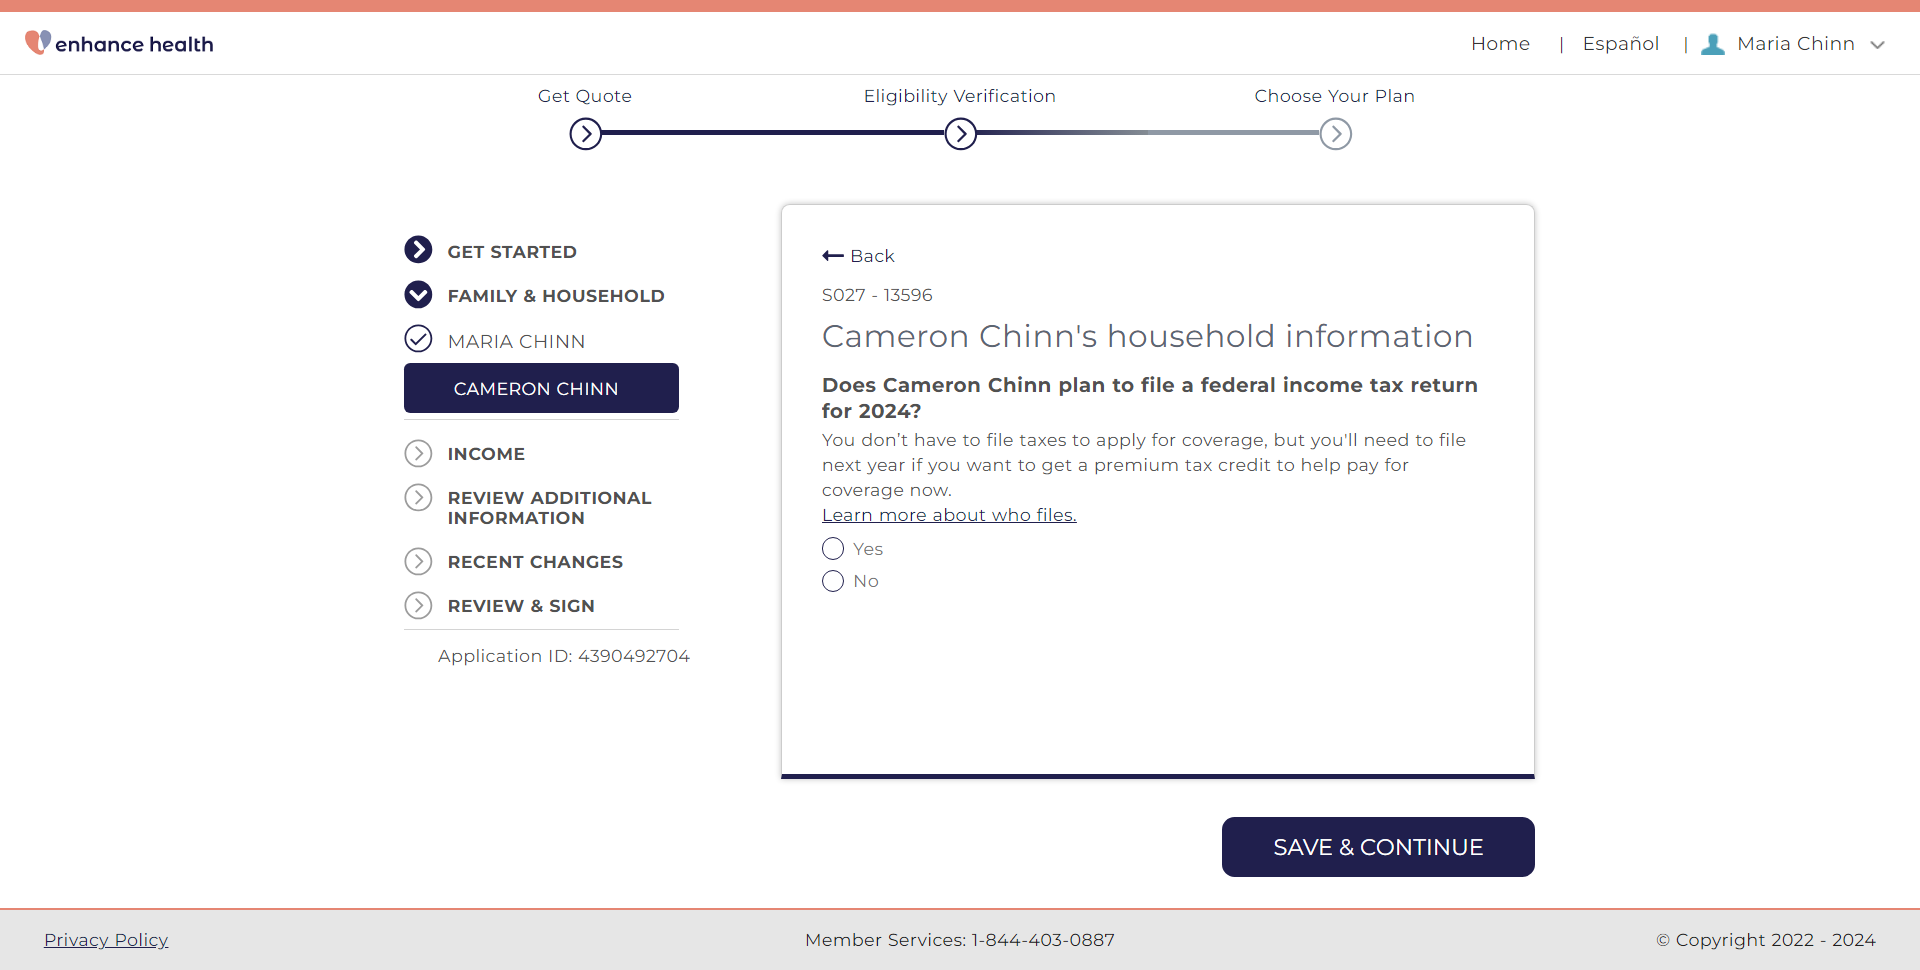 enhance health
Home | Español | Maria Chinn
Get Quote
Eligibility Verification
Choose Your Plan
GET STARTED
FAMILY & HOUSEHOLD
MARIA CHINN
CAMERON CHINN
INCOME
REVIEW ADDITIONAL
INFORMATION
RECENT CHANGES
REVIEW & SIGN
Application ID: 4390492704
Back
S027 - 13596
Cameron Chinn's household information
Does Cameron Chinn plan to file a federal income tax return
for 2024?
You don’t have to file taxes to apply for coverage, but you'll need to file
next year if you want to get a premium tax credit to help pay for
coverage now.
Learn more about who files.
Yes
No
SAVE & CONTINUE
Privacy Policy
Member Services: 1-844-403-0887
© Copyright 2022 - 2024